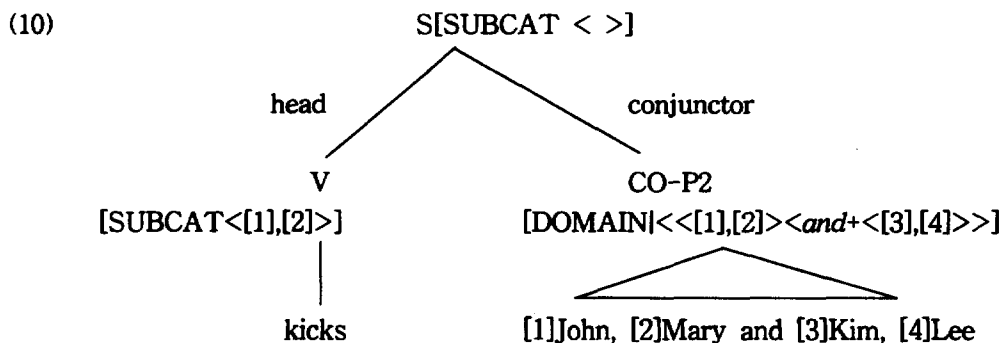 (10) S[SUBCAT < >]
head conjunctor
V CO-P2
[SUBCAT<[1],[2]>] [DOMAIN|<<[1],[2]><and+<[3],[4]>>]
kicks [1]John, [2]Mary and [3]Kim, [4]Lee